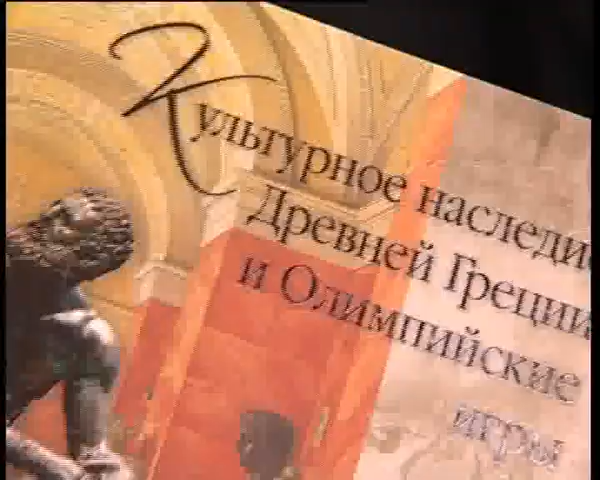 Культурное наследи
Древней Греции
и Олимпийские
игры